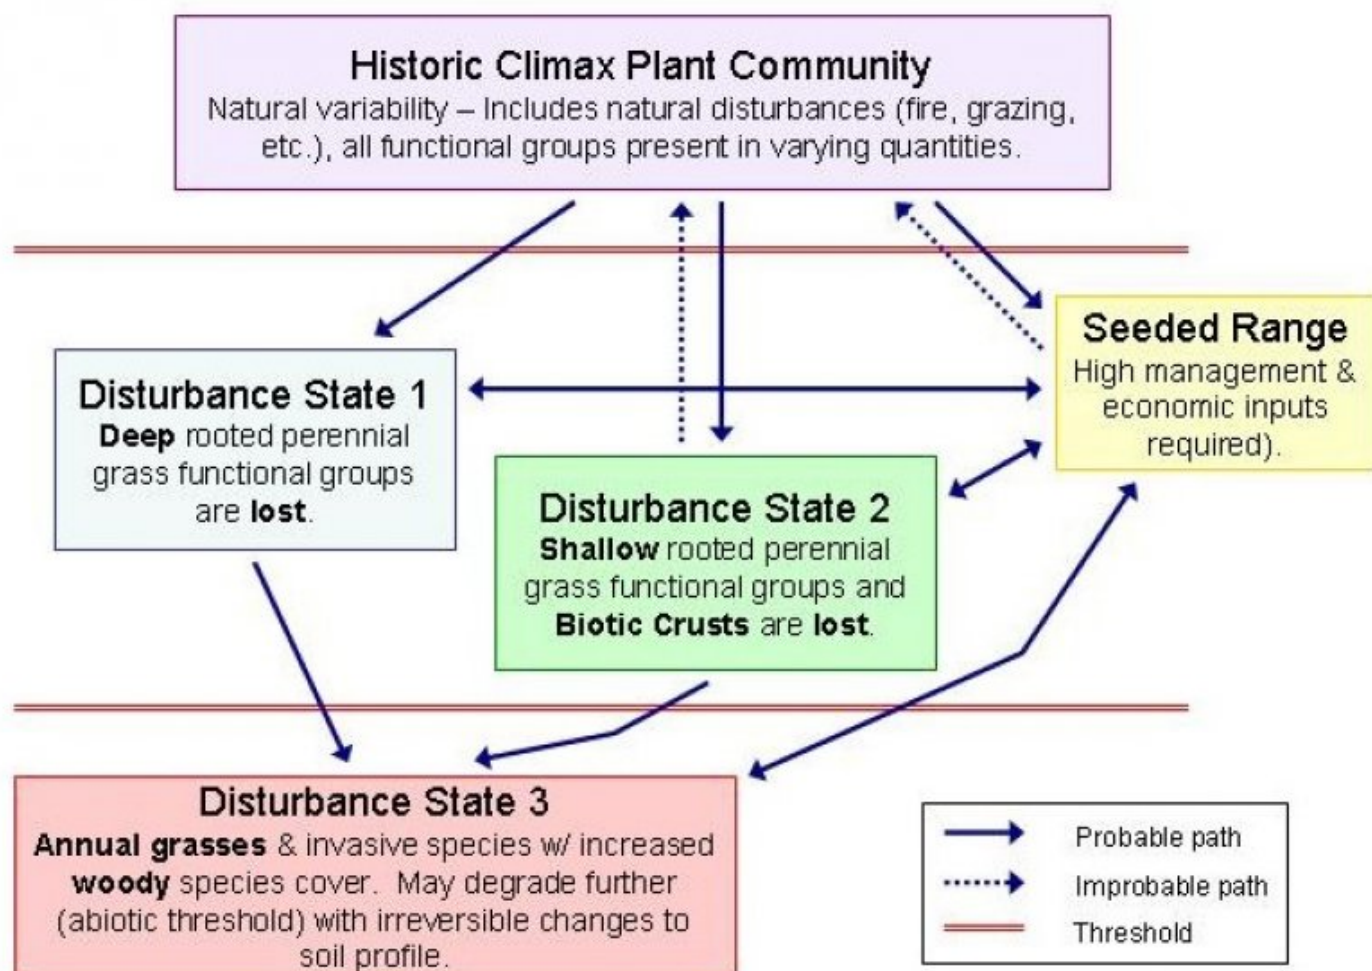 Historic Climax Plant Community
Natural variability – Includes natural disturbances (fire, grazing,
etc.), all functional groups present in varying quantities.
Seeded Range
High management &
economic inputs
required).
Disturbance State 1
Deep rooted perennial
grass functional groups
are lost.
Disturbance State 2
Shallow rooted perennial
grass functional groups and
Biotic Crusts are lost.
Disturbance State 3
Annual grasses & invasive species w/ increased
woody species cover. May degrade further
(abiotic threshold) with irreversible changes to
soil profile.
Probable path
Improbable path
Threshold